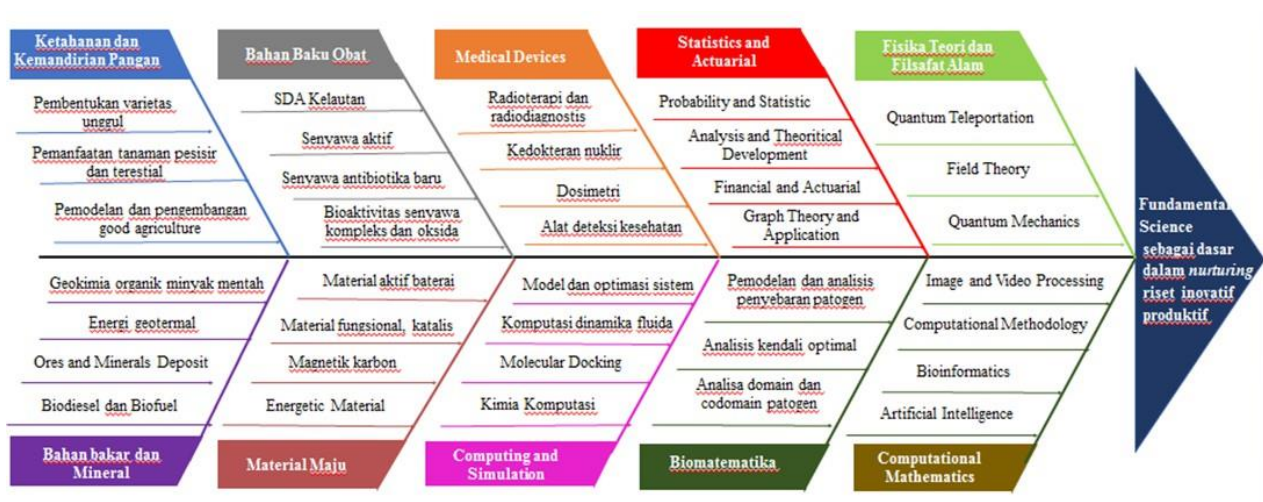 Ketahanan dan
Kemandirian Pangan
Pembentukan varietas
unggul
Pemanfaatan tanaman pesisir
dan terestial
Pemodelan dan pengembangan
good agriculture
Bahan Baku Obat
SDA Kelautan
Senyawa aktif
Senyawa antibiotika baru
Bioaktivitas senyawa
kompleks dan oksida
Medical Devices
Radioterapi dan
radiodiagnostis
Kedokteran nuklir
Dosimetri
Alat deteksi kesehatan
Statistics and
Actuarial
Probability and Statistic
Analysis and Theoritical
Development
Financial and Actuarial
Graph Theory and
Application
Fisika Teori dan
Filsafat Alam
Quantum Teleportation
Field Theory
Quantum Mechanics
Fundamental
Science
sebagai dasar
dalam nurturing
riset inovatif
produktif
Geokimia organik minyak mentah
Energi geotermal
Ores and Minerals Deposit
Biodiesel dan Biofuel
Bahan bakar dan
Mineral
Material aktif baterai
Material fungsional, katalis
Magnetik karbon
Energetic Material
Material Maju
Model dan optimasi sistem
Komputasi dinamika fluida
Molecular Docking
Kimia Komputasi
Computing and
Simulation
Pemodelan dan analisis
penyebaran patogen
Analisis kendali optimal
Analisa domain dan
codomain patogen
Biomatematika
Image and Video Processing
Computational Methodology
Bioinformatics
Artificial Intelligence
Computational
Mathematics